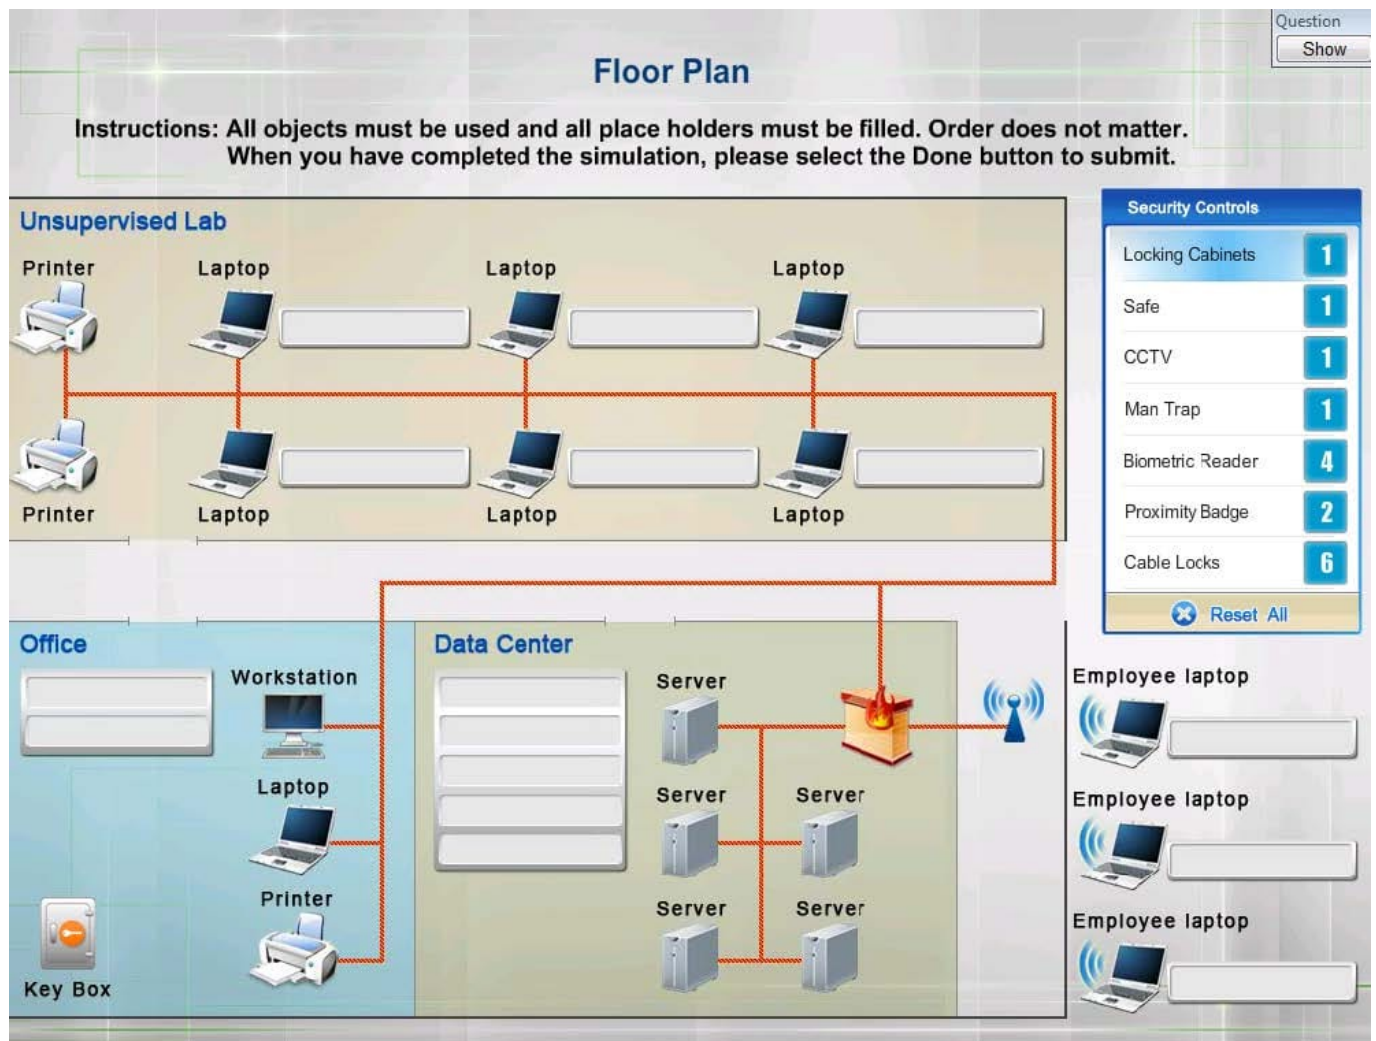 Question
Show
Floor Plan
Instructions: All objects must be used and all place holders must be filled. Order does not matter.
When you have completed the simulation, please select the Done button to submit.
Unsupervised Lab
Printer
Laptop
Laptop
Laptop
Printer
Laptop
Laptop
Laptop
Security Controls
Locking Cabinets 1
Safe 1
CCTV 1
Man Trap 1
Biometric Reader 4
Proximity Badge 2
Cable Locks 6
Reset All
Office
Workstation
Laptop
Printer
Key Box
Data Center
Server
Server
Server
Server
Server
Employee laptop
Employee laptop
Employee laptop